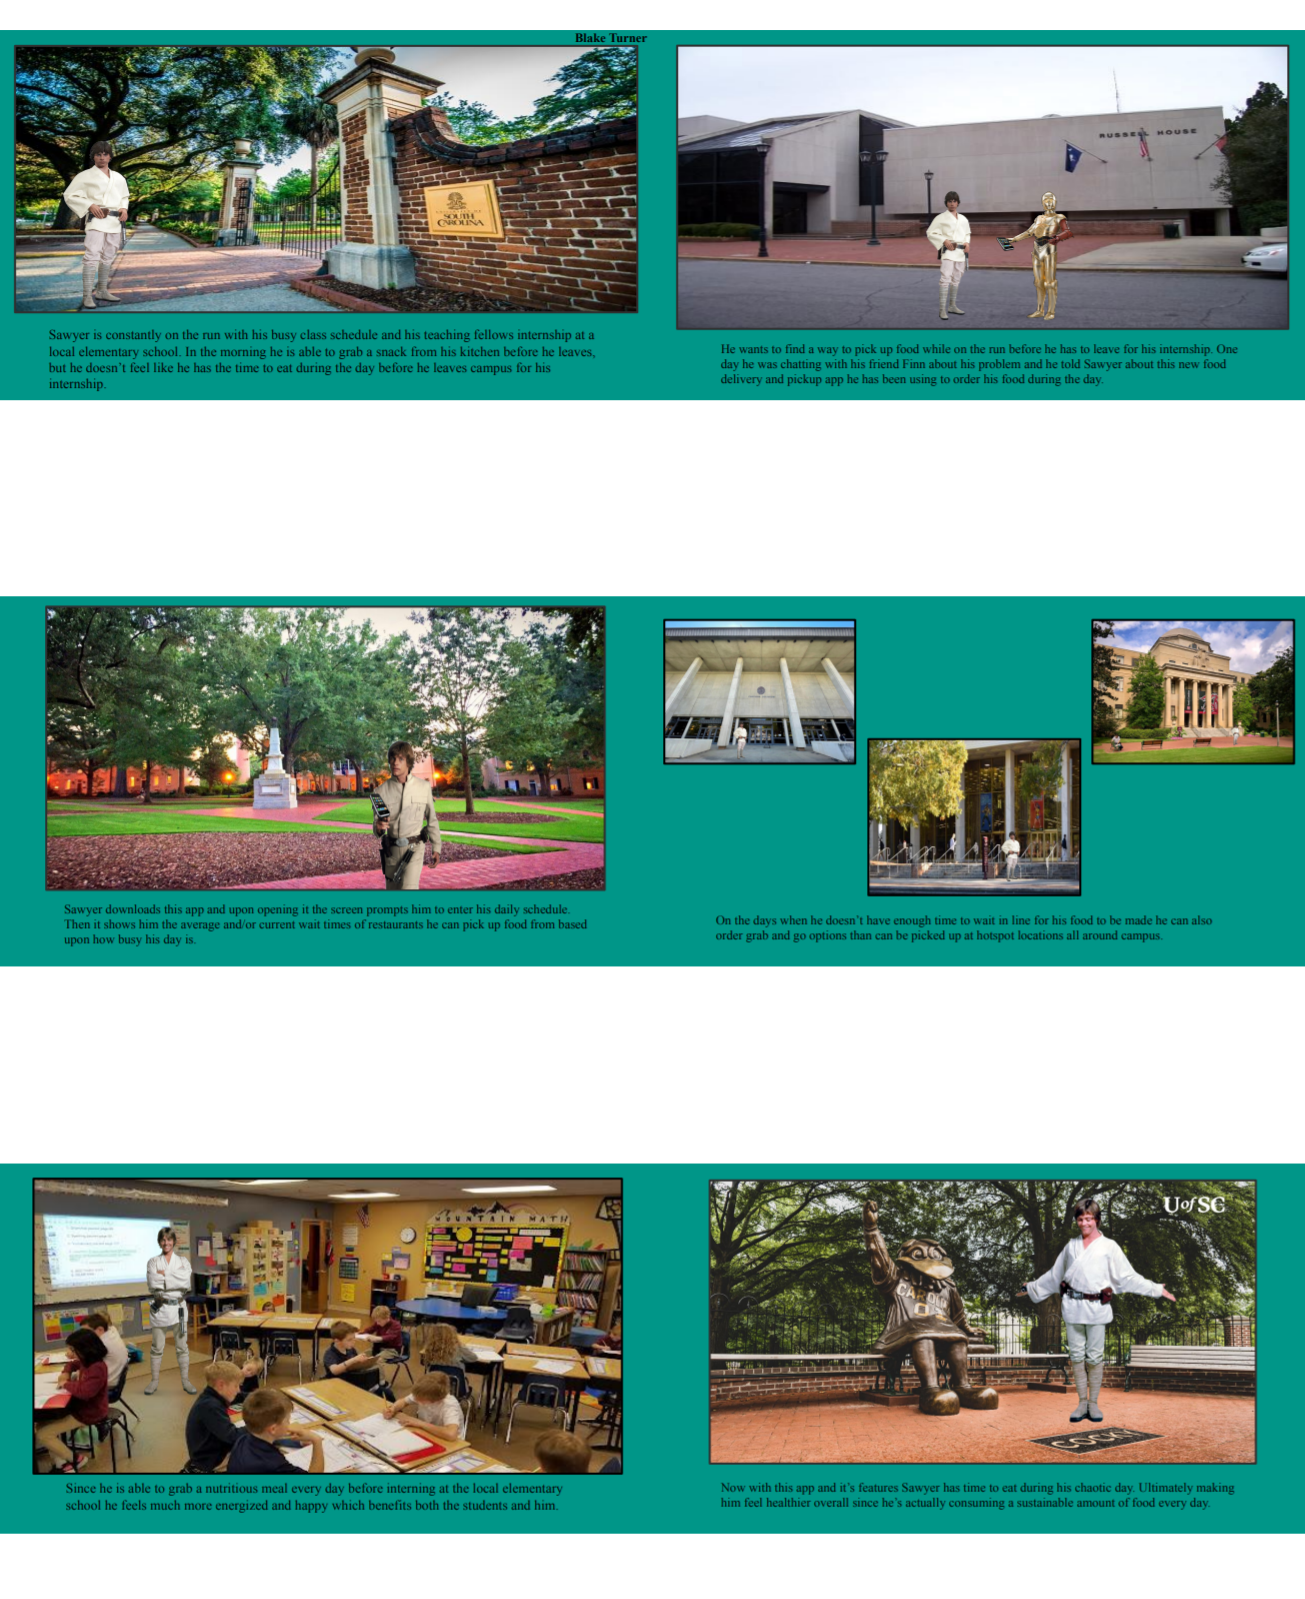 Blake Turner
SOUTH
CAROLINA
RUSSELL HOUSE
Sawyer is constantly on the run with his busy class schedule and his teaching fellows internship at a
local elementary school. In the morning he is able to grab a snack from his kitchen before he leaves,
but he doesn't feel like he has the time to eat during the day before he leaves campus for his
internship.
He wants to find a way to pick up food while on the run before he has to leave for his internship. One
day he was chatting with his friend Finn about his problem and he told Sawyer about this new food
delivery and pickup app he has been using to order his food during the day.
Sawyer downloads this app and upon opening it the screen prompts him to enter his daily schedule.
Then it shows him the average and/or current wait times of restaurants he can pick up food from based
upon how busy his day is.
On the days when he doesn't have enough time to wait in line for his food to be made he can also
order grab and go options than can be picked up at hotspot locations all around campus.
MOUNTAIN MATH
Since he is able to grab a nutritious meal every day before interning at the local elementary
school he feels much more energized and happy which benefits both the students and him.
UofSC
COCKY
Now with this app and it's features Sawyer has time to eat during his chaotic day. Ultimately making
him feel healthier overall since he's actually consuming a sustainable amount of food every day.